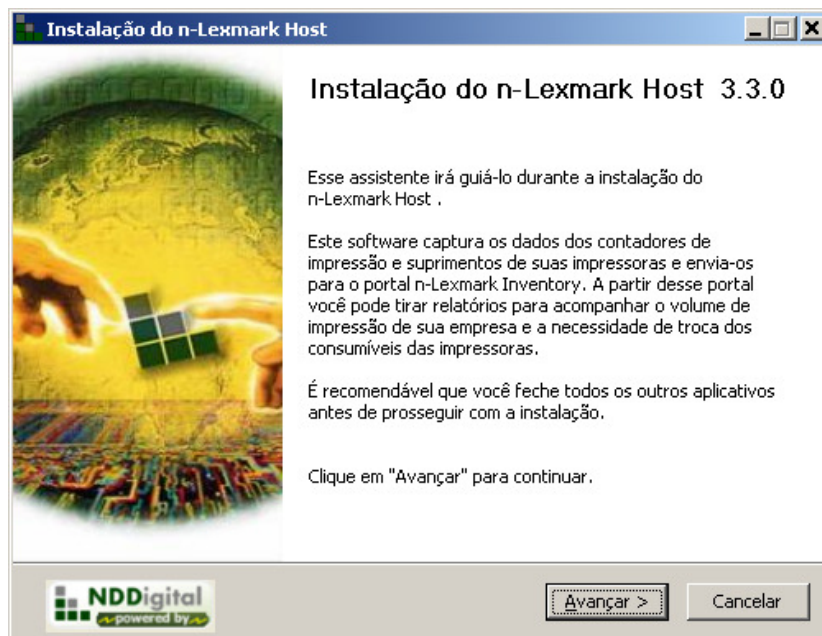 Instalação do n-Lexmark Host
Instalação do n-Lexmark Host 3.3.0
Esse assistente irá guiá-lo durante a instalação do
n-Lexmark Host .
Este software captura os dados dos contadores de
impressão e suprimentos de suas impressoras e envia-os
para o portal n-Lexmark Inventory. A partir desse portal
você pode tirar relatórios para acompanhar o volume de
impressão de sua empresa e a necessidade de troca dos
consumíveis das impressoras.
É recomendável que você feche todos os outros aplicativos
antes de prosseguir com a instalação.
Clique em "Avançar" para continuar.
NDDigital
powered by
Avançar >
Cancelar